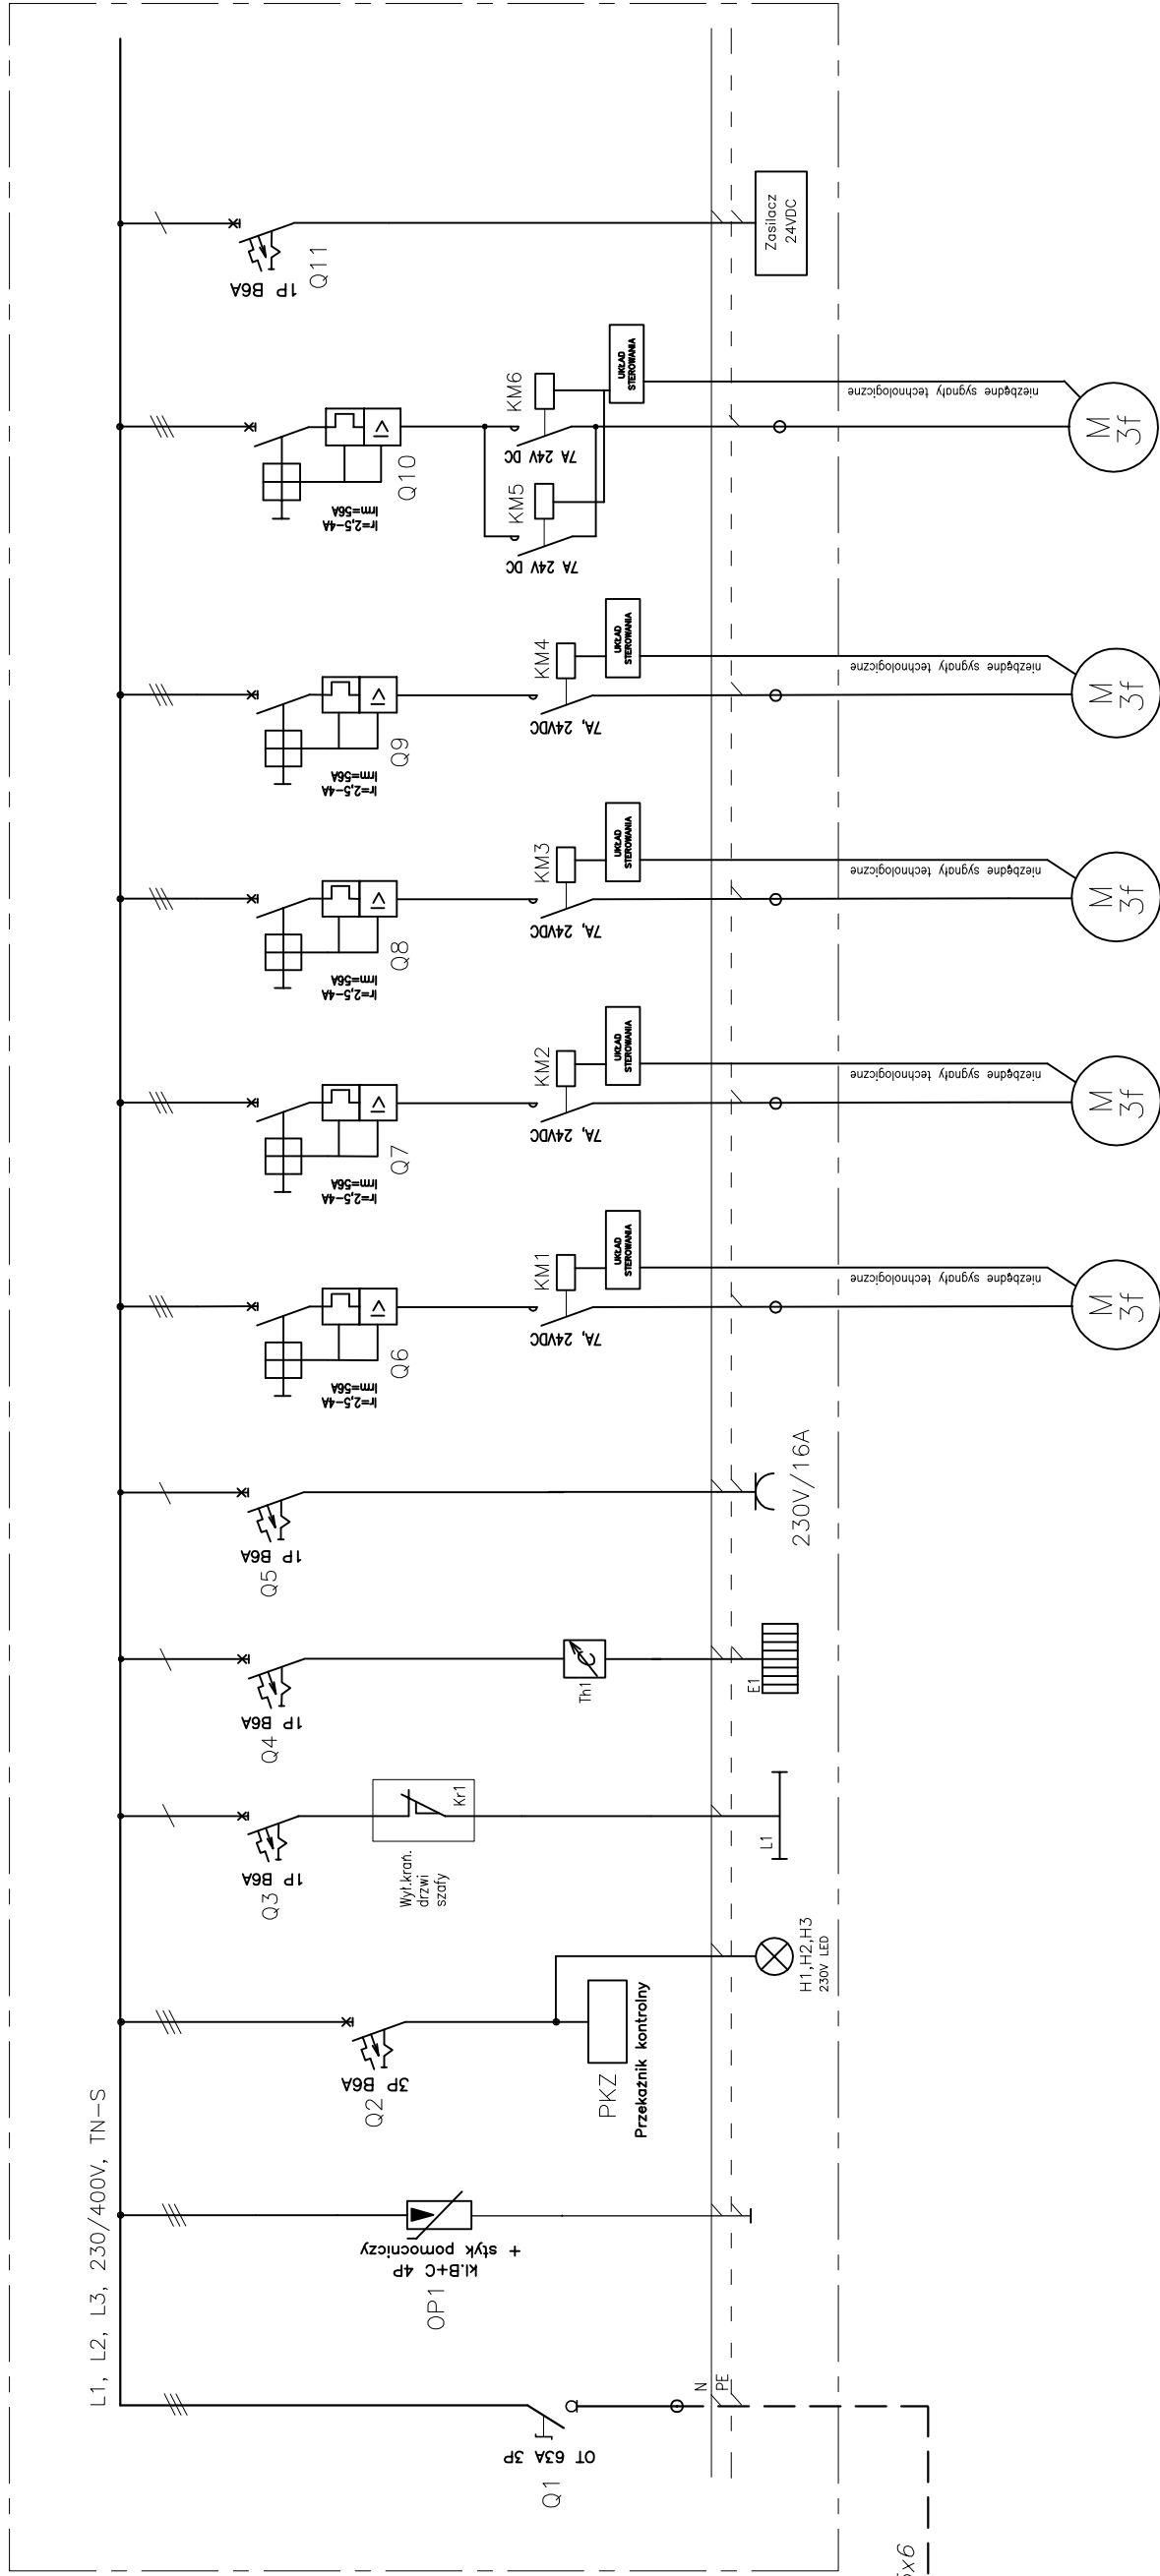 L1, L2, L3, 230/400V, TN-S
OT 63A 3P
Q1
N
PE
kl.B+C 4P
+ styk pomocniczy
OP1
3P B6A
Q2
PKZ
Przekaźnik kontrolny
H1,H2,H3
230V LED
1P B6A
Q3
Wył.krań.
drzwi
szafy
Kr1
L1
1P B6A
Q4
Th1
E1
1P B6A
Q5
230V/16A
Ir=2,5-4A
Irm=56A
Q6
KM1
7A, 24VDC
UKŁAD
STEROWANIA
niezbędne sygnały technologiczne
M
3f
Ir=2,5-4A
Irm=56A
Q7
KM2
7A, 24VDC
UKŁAD
STEROWANIA
niezbędne sygnały technologiczne
M
3f
Ir=2,5-4A
Irm=56A
Q8
KM3
7A, 24VDC
UKŁAD
STEROWANIA
niezbędne sygnały technologiczne
M
3f
Ir=2,5-4A
Irm=56A
Q9
KM4
7A, 24VDC
UKŁAD
STEROWANIA
niezbędne sygnały technologiczne
M
3f
Ir=2,5-4A
Irm=56A
Q10
KM5
7A 24V DC
KM6
7A 24V DC
UKŁAD
STEROWANIA
niezbędne sygnały technologiczne
M
3f
1P B6A
Q11
Zasilacz
24VDC